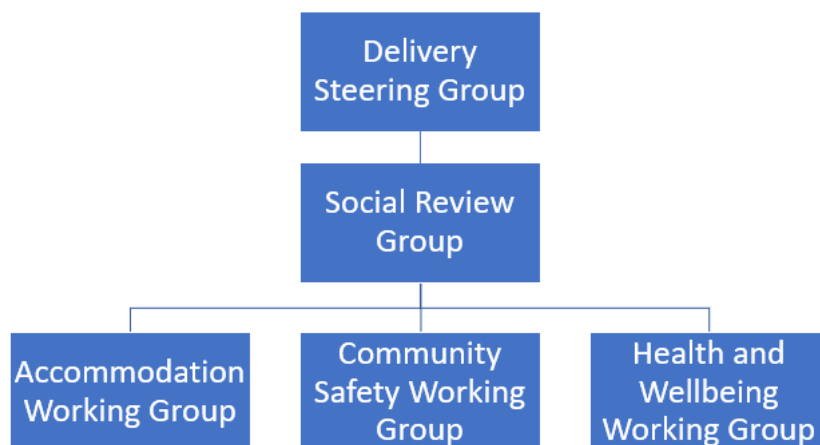 Delivery
Steering Group
Social Review
Group
Accommodation
Working Group
Community
Safety Working
Group
Health and
Wellbeing
Working Group